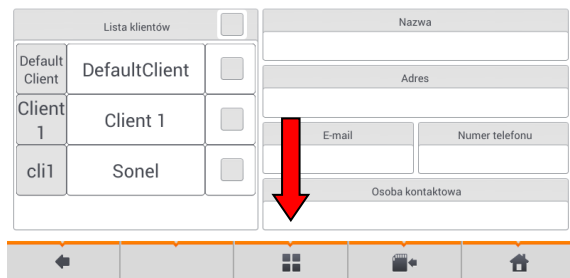 Lista klientów
Default
Client
DefaultClient
Client
1
Client 1
cli1
Sonel
Nazwa
Adres
E-mail
Numer telefonu
Osoba kontaktowa